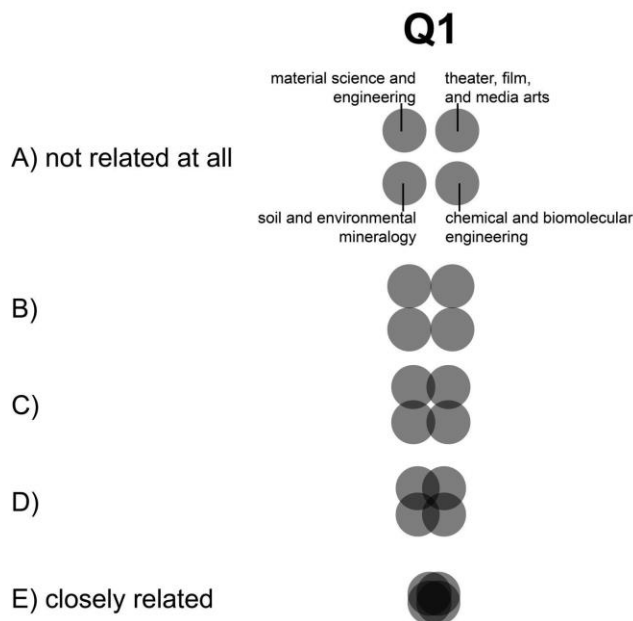 Q1
material science and
engineering
theater, film,
and media arts
A) not related at all
soil and environmental
mineralogy
chemical and biomolecular
engineering
B)
C)
D)
E) closely related